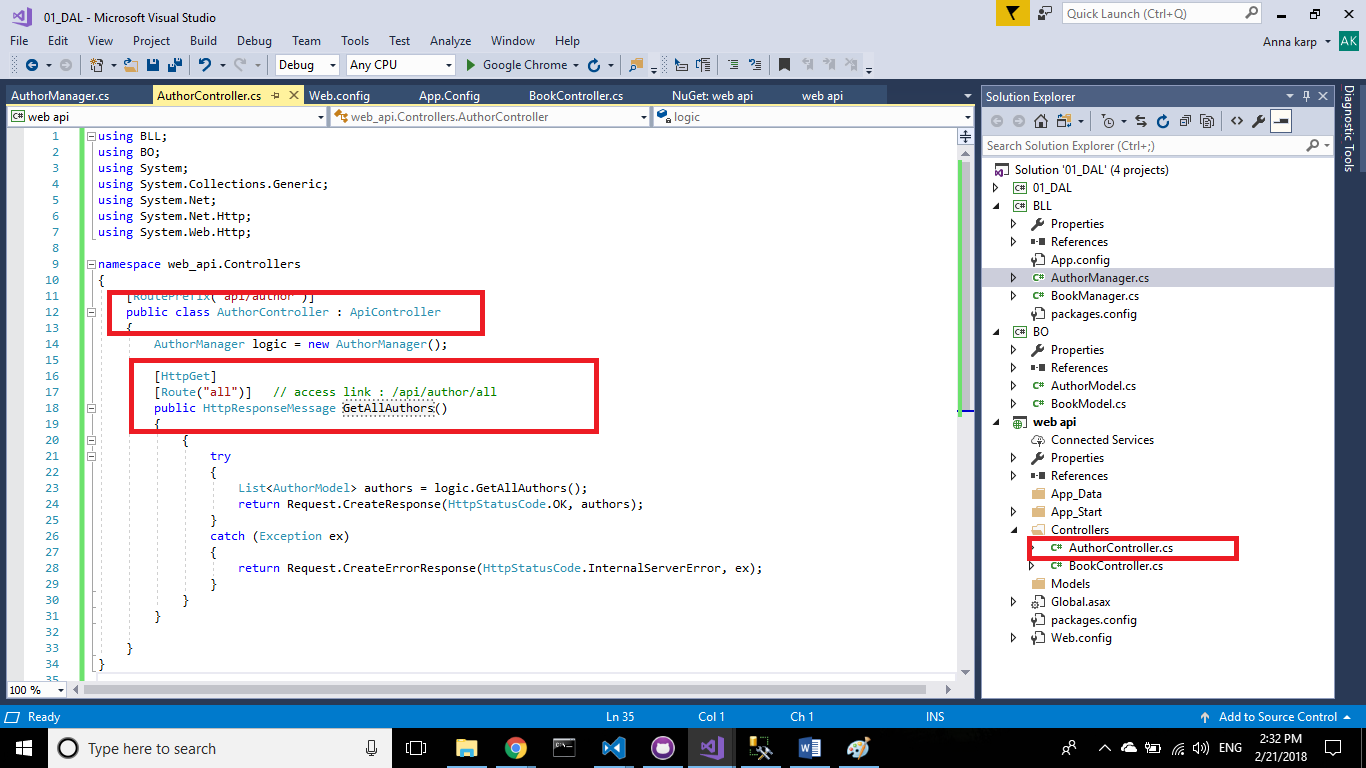 01_DAL - Microsoft Visual Studio
Quick Launch (Ctrl+Q)
File Edit View Project Build Debug Team Tools Test Analyze Window Help
Anna karp AK
Debug Any CPU Google Chrome
AuthorManager.cs AuthorController.cs Web.config App.Config BookController.cs NuGet: web api web api
web api web_api.Controllers.AuthorController logic
1 using BLL;
2 using BO;
3 using System;
4 using System.Collections.Generic;
5 using System.Net;
6 using System.Net.Http;
7 using System.Web.Http;
8
9 namespace web_api.Controllers
10 {
11 [RoutePrefix("api/author")]
12 public class AuthorController : ApiController
13 {
14 AuthorManager logic = new AuthorManager();
15
16 [HttpGet]
17 [Route("all")] // access link : /api/author/all
18 public HttpResponseMessage GetAllAuthors()
19 {
20 {
21 try
22 {
23 List<AuthorModel> authors = logic.GetAllAuthors();
24 return Request.CreateResponse(HttpStatusCode.OK, authors);
25 }
26 catch (Exception ex)
27 {
28 return Request.CreateErrorResponse(HttpStatusCode.InternalServerError, ex);
29 }
30 }
31 }
32
33 }
34 }
35
100 %
Solution Explorer
Search Solution Explorer (Ctrl+;)
Solution '01_DAL' (4 projects)
C# 01_DAL
C# BLL
Properties
References
App.config
C# AuthorManager.cs
C# BookManager.cs
packages.config
C# BO
Properties
References
C# AuthorModel.cs
C# BookModel.cs
web api
Connected Services
Properties
References
App_Data
App_Start
Controllers
C# AuthorController.cs
C# BookController.cs
Models
Global.asax
packages.config
Web.config
Diagnostic Tools
Ready Ln 35 Col 1 Ch 1 INS Add to Source Control
Type here to search
ENG
2:32 PM
2/21/2018